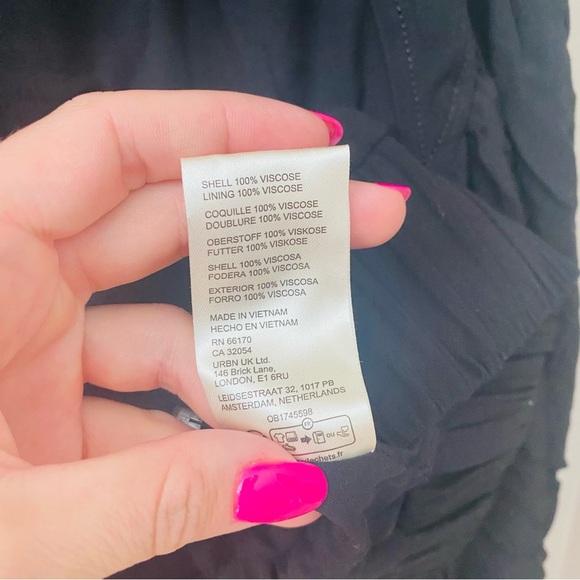 SHELL 100% VISCOSE
LINING 100% VISCOSE
COQUILLE 100% VISCOSE
DOUBLURE 100% VISCOSE
OBERSTOFF 100% VISKOSE
FUTTER 100% VISKOSE
SHELL 100% VISCOSA
FODERA 100% VISCOSA
EXTERIOR 100% VISCOSA
FORRO 100% VISCOSA
MADE IN VIETNAM
HECHO EN VIETNAM
RN 66170
CA 32054
URBN UK Ltd.
146 Brick Lane,
LONDON, E1 6RU
LEIDSESTRAAT 32, 1017 PB
AMSTERDAM, NETHERLANDS
OB1745598
FR
OU